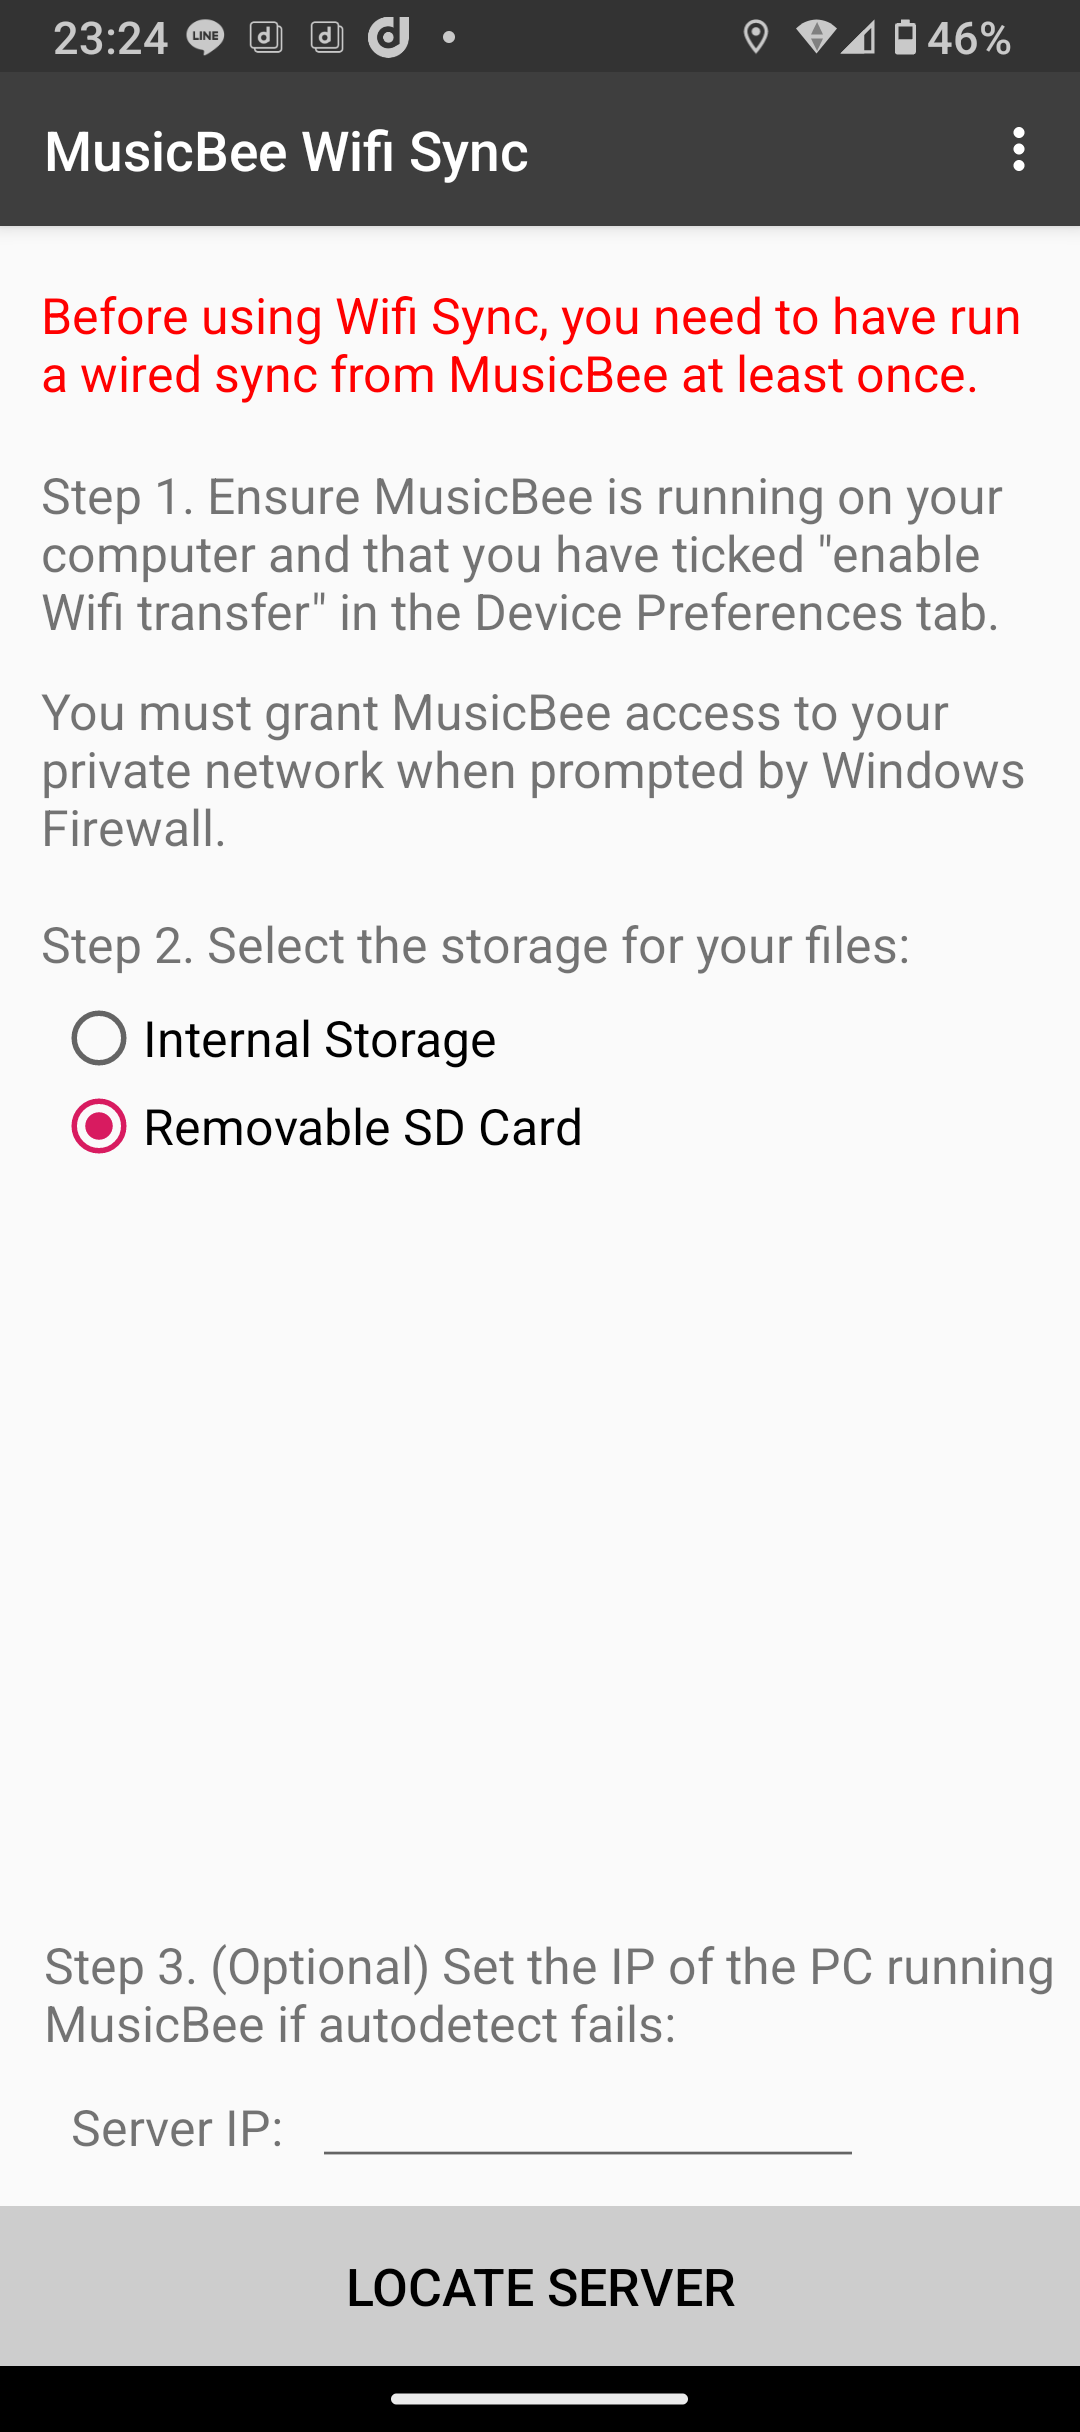 23:24 LINE d d d 46%
MusicBee Wifi Sync
Before using Wifi Sync, you need to have run
a wired sync from MusicBee at least once.
Step 1. Ensure MusicBee is running on your
computer and that you have ticked "enable
Wifi transfer" in the Device Preferences tab.
You must grant MusicBee access to your
private network when prompted by Windows
Firewall.
Step 2. Select the storage for your files:
Internal Storage
Removable SD Card
Step 3. (Optional) Set the IP of the PC running
MusicBee if autodetect fails:
Server IP:
LOCATE SERVER